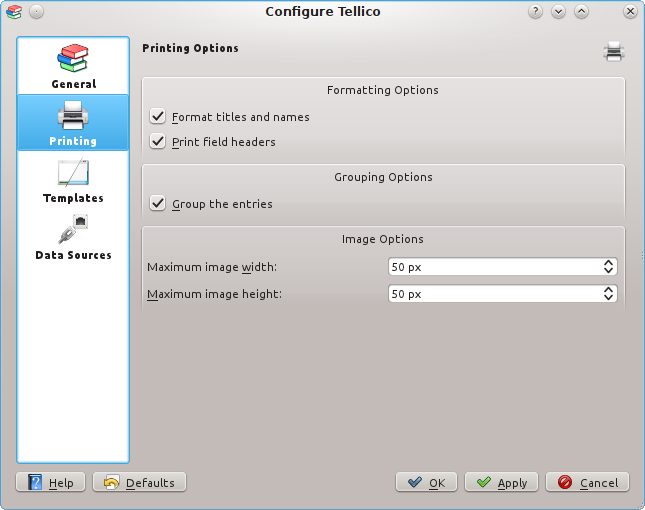 Configure Tellico
General
Printing
Templates
Data Sources
Printing Options
Formatting Options
Format titles and names
Print field headers
Grouping Options
Group the entries
Image Options
Maximum image width: 50 px
Maximum image height: 50 px
Help Defaults OK Apply Cancel